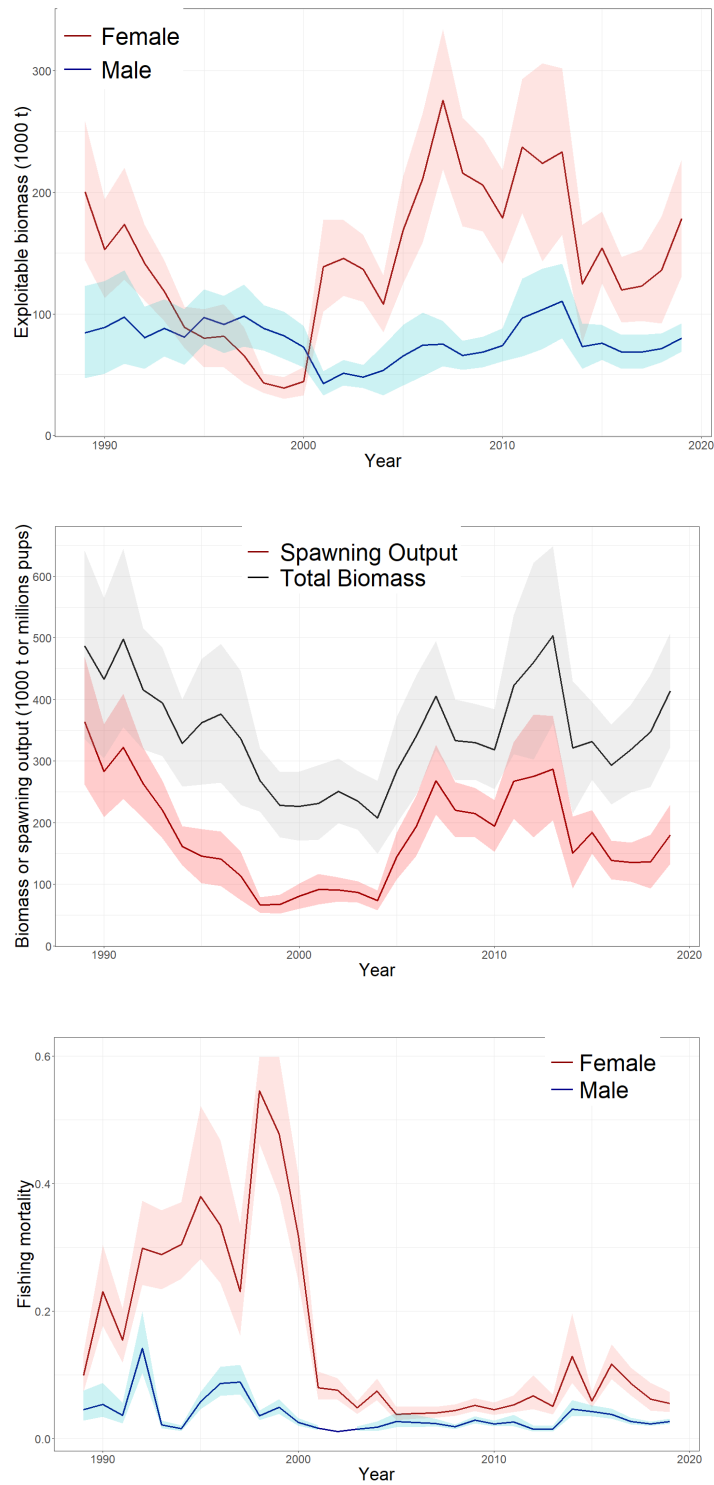 Female
Male
Exploitable biomass (1000 t)
300
200
100
0
1990
2000
2010
2020
Year
Spawning Output
Total Biomass
Biomass or spawning output (1000 t or millions pups)
600
500
400
300
200
100
0
1990
2000
2010
2020
Year
Female
Male
Fishing mortality
0.6
0.4
0.2
0.0
1990
2000
2010
2020
Year